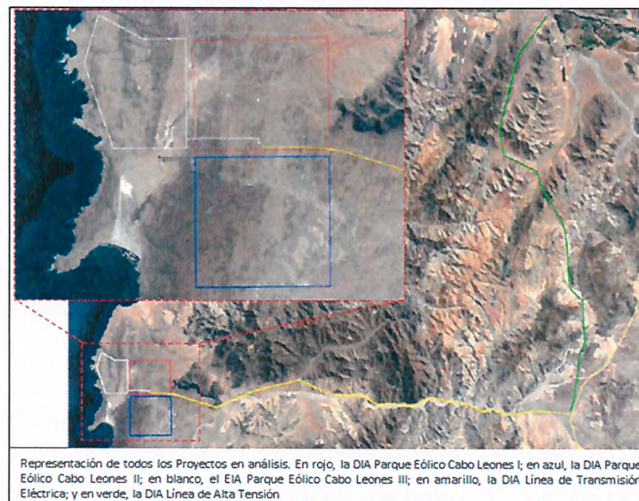 Representación de todos los Proyectos en análisis. En rojo, la DIA Parque Eólico Cabo Leones I; en azul, la DIA Parque
Eólico Cabo Leones II; en blanco, el EIA Parque Eólico Cabo Leones III; en amarillo, la DIA Línea de Transmisión
Eléctrica; y en verde, la DIA Línea de Alta Tensión